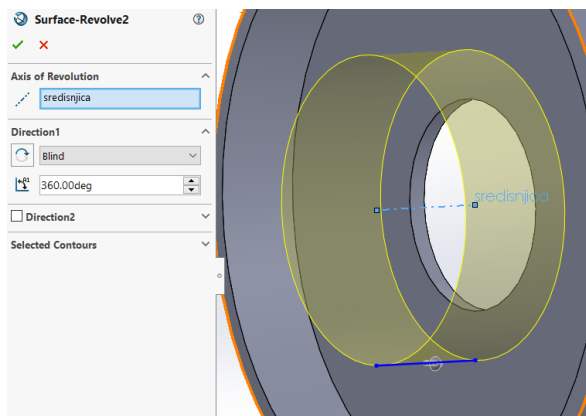 Surface-Revolve2
Axis of Revolution
sredisnjica
Direction1
Blind
360.00deg
Direction2
Selected Contours
sredisnjica